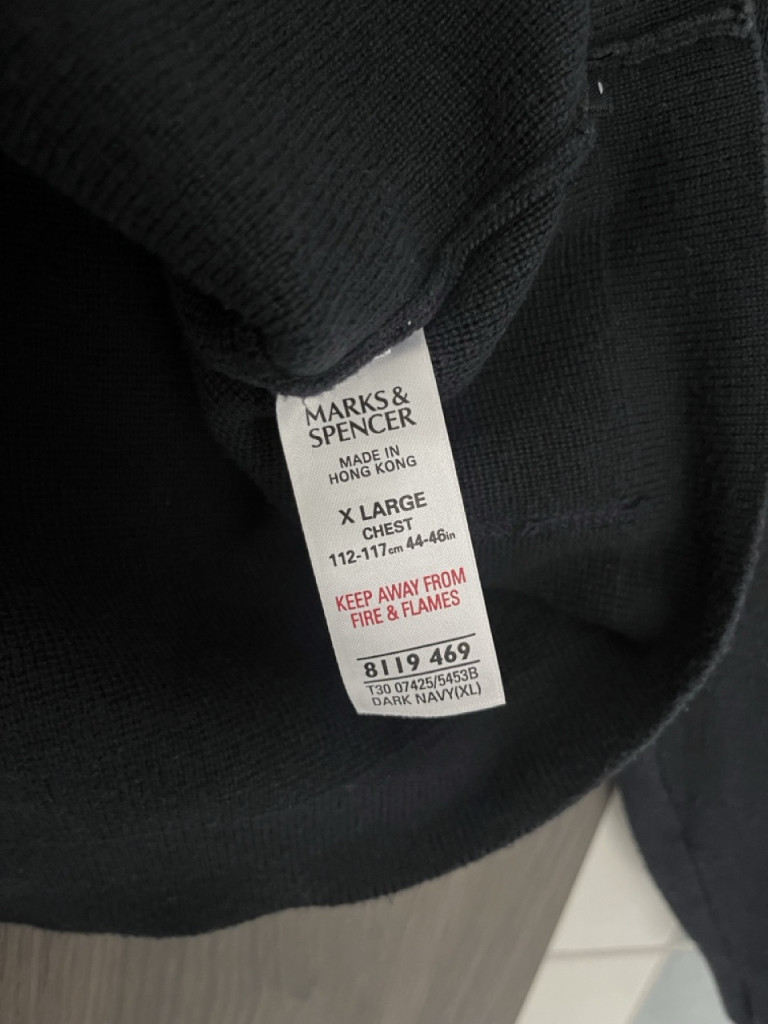 MARKS &
SPENCER
MADE IN
HONG KONG
X LARGE
CHEST
112-117cm 44-46in
KEEP AWAY FROM
FIRE & FLAMES
8119 469
T30 07425/5453B
DARK NAVY(XL)